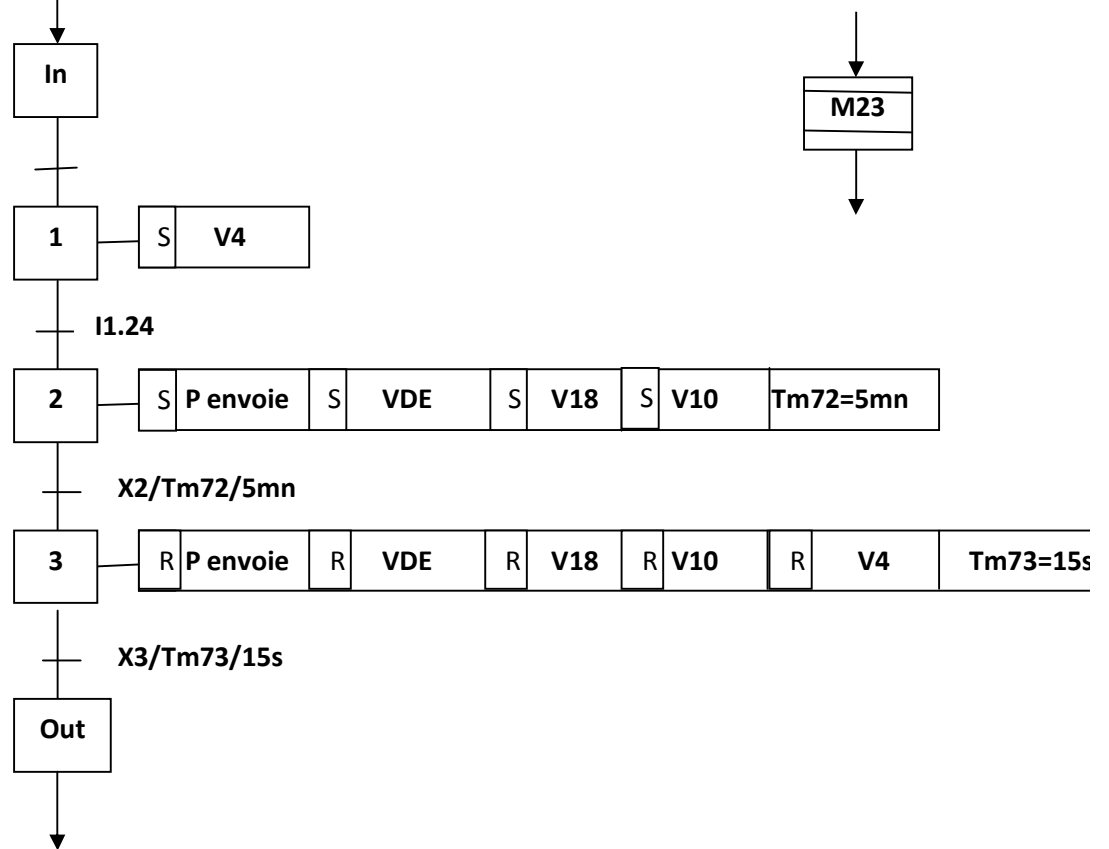 In
M23
1 S V4
I1.24
2 S P envoie S VDE S V18 S V10 Tm72=5mn
X2/Tm72/5mn
3 R P envoie R VDE R V18 R V10 R V4 Tm73=15s
X3/Tm73/15s
Out